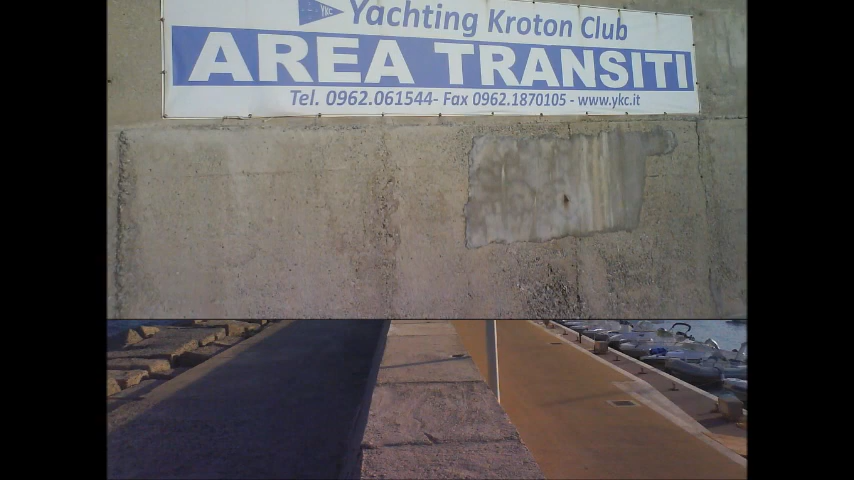 YKC Yachting Kroton Club
AREA TRANSITI
Tel. 0962.061544- Fax 0962.1870105 - www.ykc.it